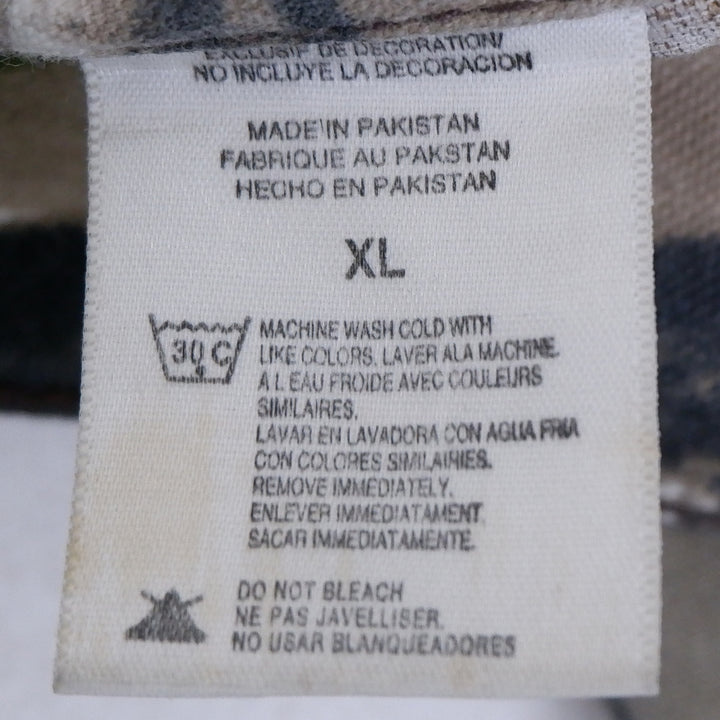 EXCLUSIF DE DECORATION/
NO INCLUYE LA DECORACION
MADE IN PAKISTAN
FABRIQUE AU PAKSTAN
HECHO EN PAKISTAN
XL
30 C
MACHINE WASH COLD WITH
LIKE COLORS. LAVER ALA MACHINE.
A L EAU FROIDE AVEC COULEURS
SIMILAIRES.
LAVAR EN LAVADORA CON AGUA FRIA
CON COLORES SIMILAIRIES.
REMOVE IMMEDIATELY.
ENLEVER IMMEDIATAMENT.
SACAR IMMEDIATAMENTE.
DO NOT BLEACH
NE PAS JAVELLISER.
NO USAR BLANQUEADORES